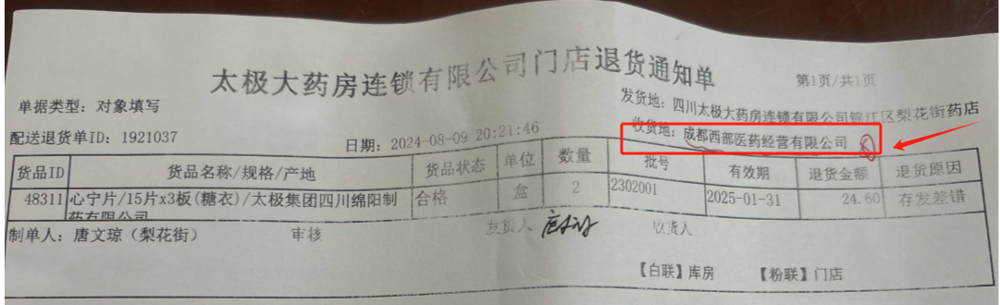 太极大药房连锁有限公司门店退货通知单
第1页/共1页
单据类型: 对象填写
发货地: 四川太极大药房连锁有限公司锦江区梨花街药店
配送退货单ID: 1921037
日期: 2024-08-09 20:21:46
收货地: 成都西部医药经营有限公司
货品ID 货品名称/规格/产地 货品状态 单位 数量 批号 有效期 退货金额 退货原因
48311 心宁片/15片x3板(糖衣)/太极集团四川绵阳制药有限公司 合格 盒 2 2302001 2025-01-31 24.60 存发差错
制单人: 唐文琼（梨花街） 审核 发货人 收货人
【白联】库房 【粉联】门店